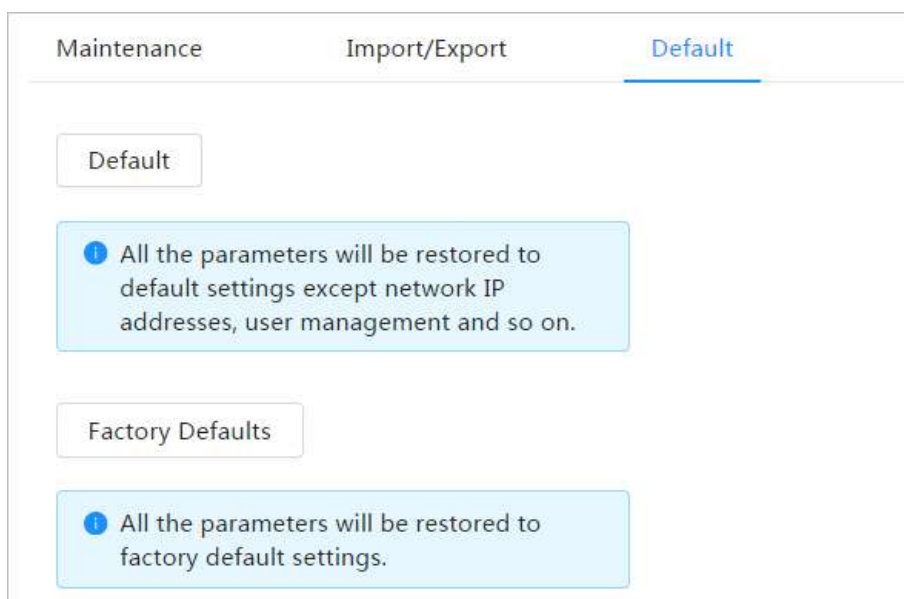 Maintenance Import/Export Default
Default
All the parameters will be restored to
default settings except network IP
addresses, user management and so on.
Factory Defaults
All the parameters will be restored to
factory default settings.